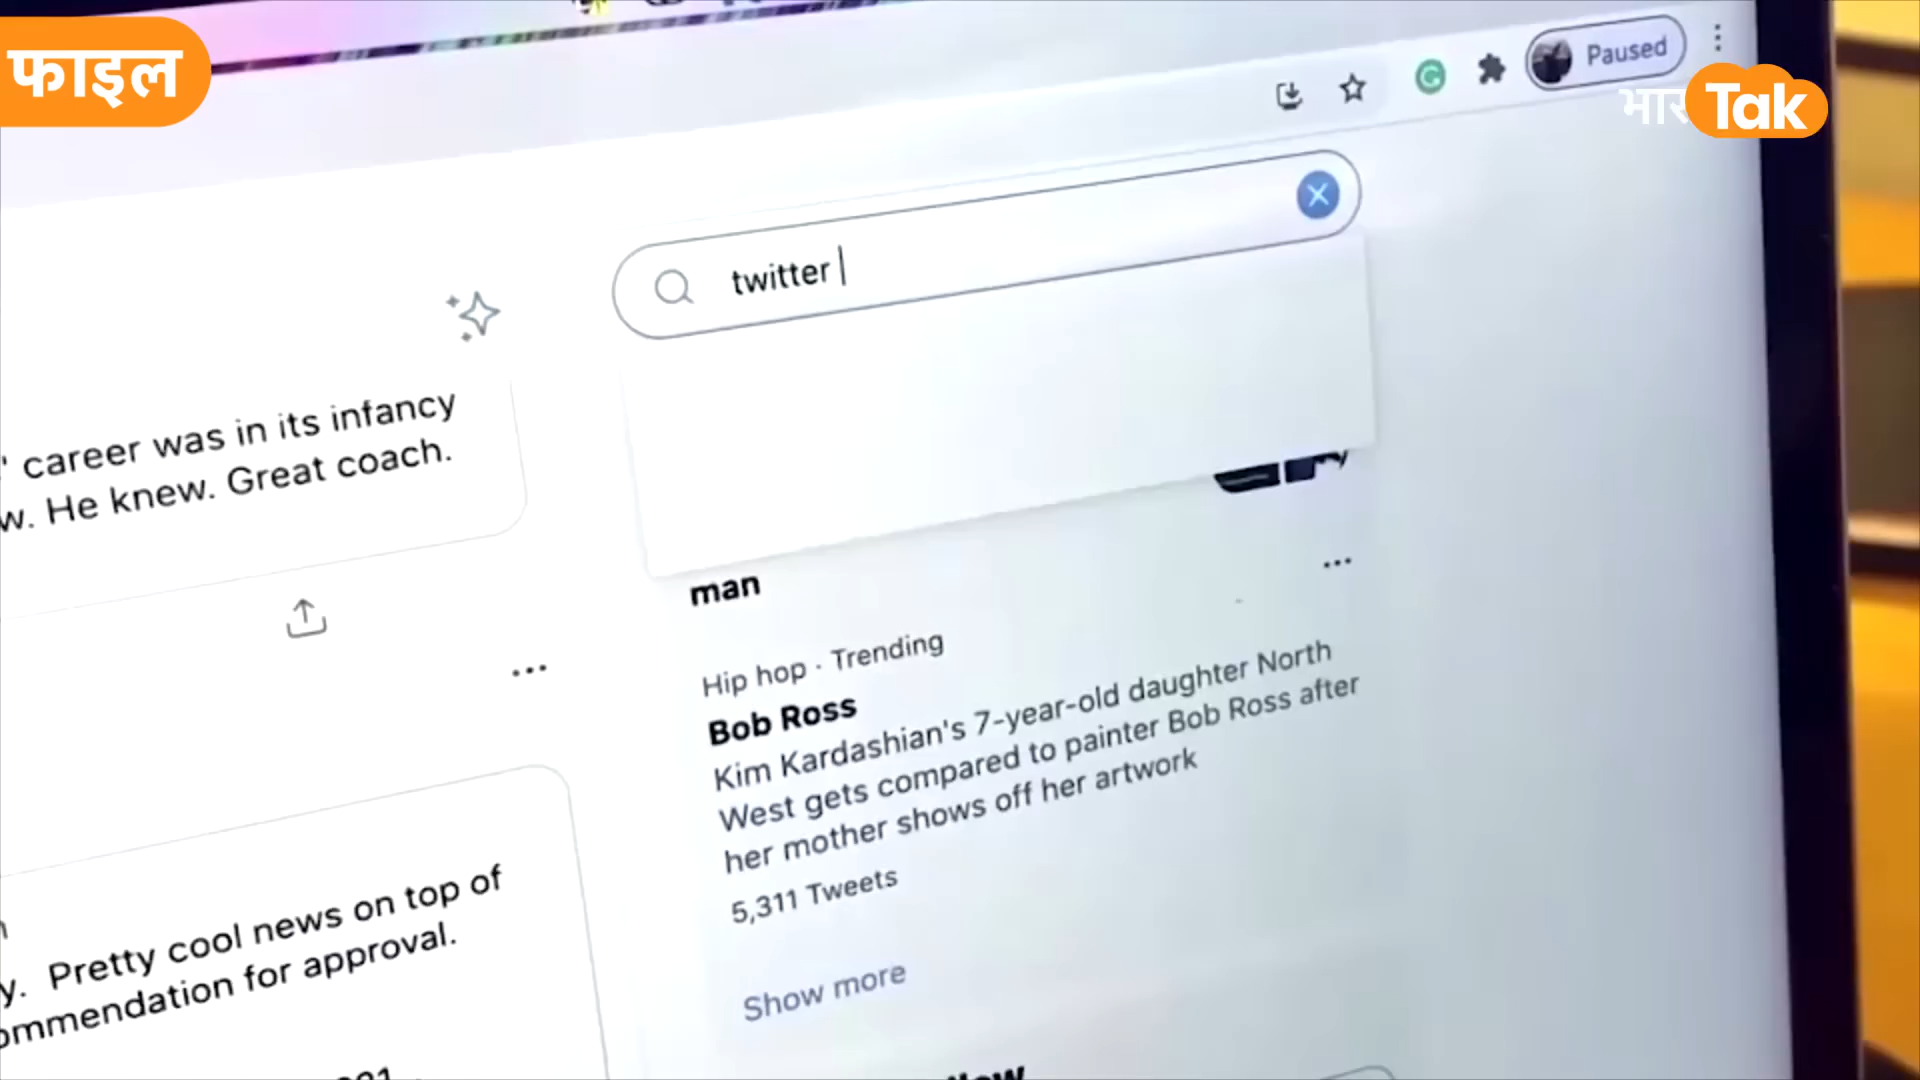 फाइल
Paused
भार Tak
twitter
' career was in its infancy
w. He knew. Great coach.
man
Hip hop · Trending
Bob Ross
Kim Kardashian's 7-year-old daughter North
West gets compared to painter Bob Ross after
her mother shows off her artwork
5,311 Tweets
Show more
y. Pretty cool news on top of
ommendation for approval.